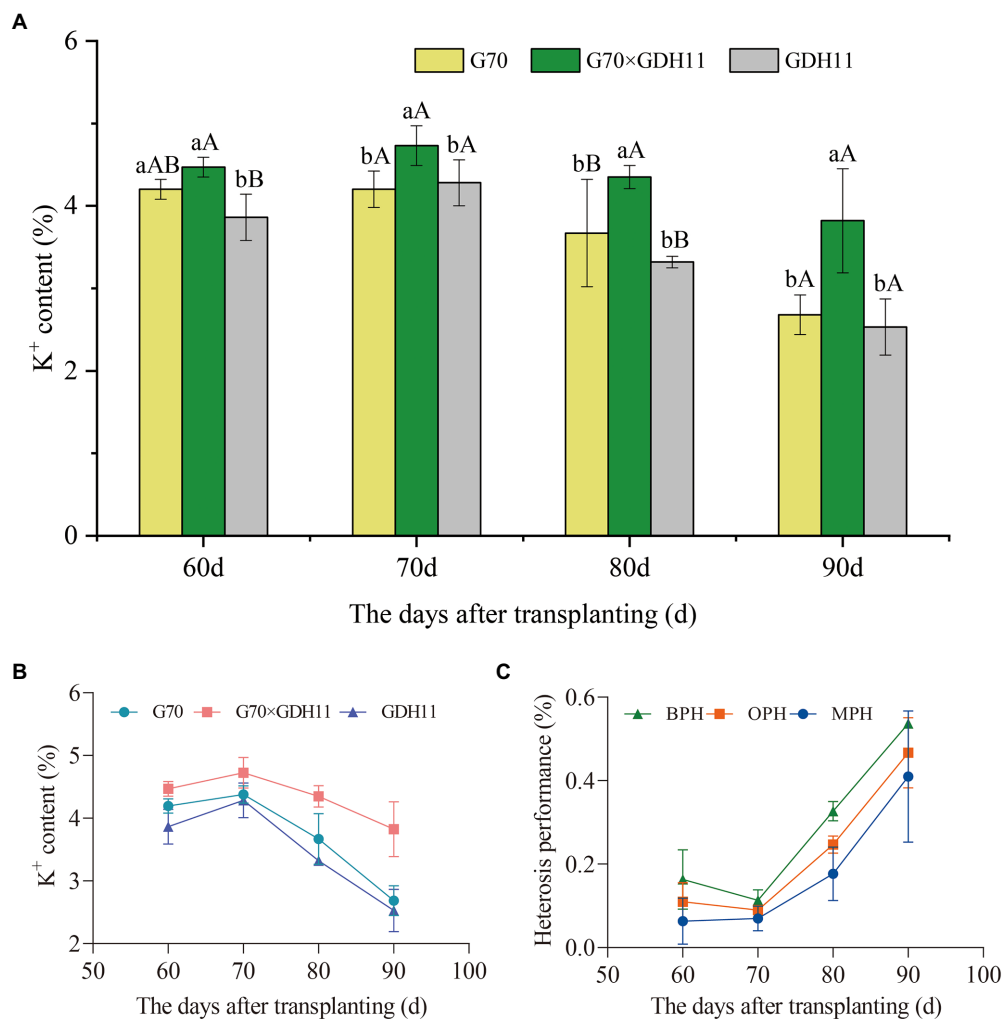 A
G70 G70×GDH11 GDH11
6
4
2
0
K+ content (%)
aAB aA bB
bA aA bA
bB aA bB
bA aA bA
60d 70d 80d 90d
The days after transplanting (d)
B
G70 G70×GDH11 GDH11
6
5
4
3
2
K+ content (%)
50 60 70 80 90 100
The days after transplanting (d)
C
BPH OPH MPH
0.6
0.4
0.2
0.0
Heterosis performance (%)
50 60 70 80 90 100
The days after transplanting (d)